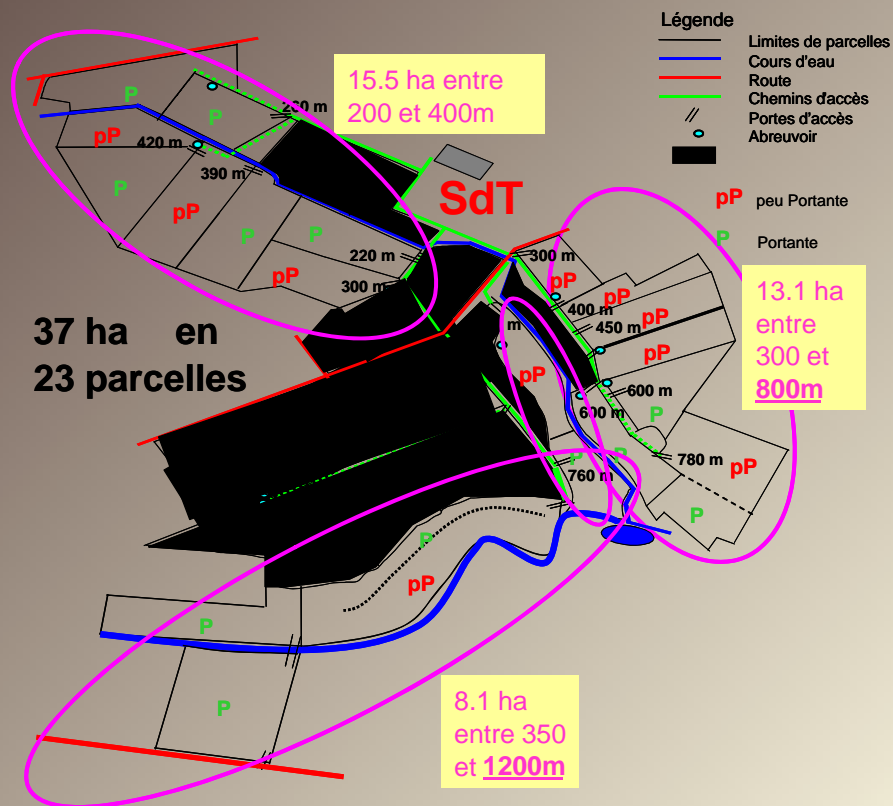 Légende
Limites de parcelles
Cours d'eau
Route
Chemins d'accès
Portes d'accès
Abreuvoir
pP peu Portante
P Portante
15.5 ha entre
200 et 400m
SdT
P
P
260 m
pP
420 m
390 m
P
pP
P
P
220 m
pP
300 m
37 ha en
23 parcelles
300 m
pP
pP
400 m
pP
450 m
m
pP
pP
600 m
600 m
P
13.1 ha
entre
300 et
800m
P
P
760 m
780 m
pP
P
P
pP
P
P
8.1 ha
entre 350
et 1200m